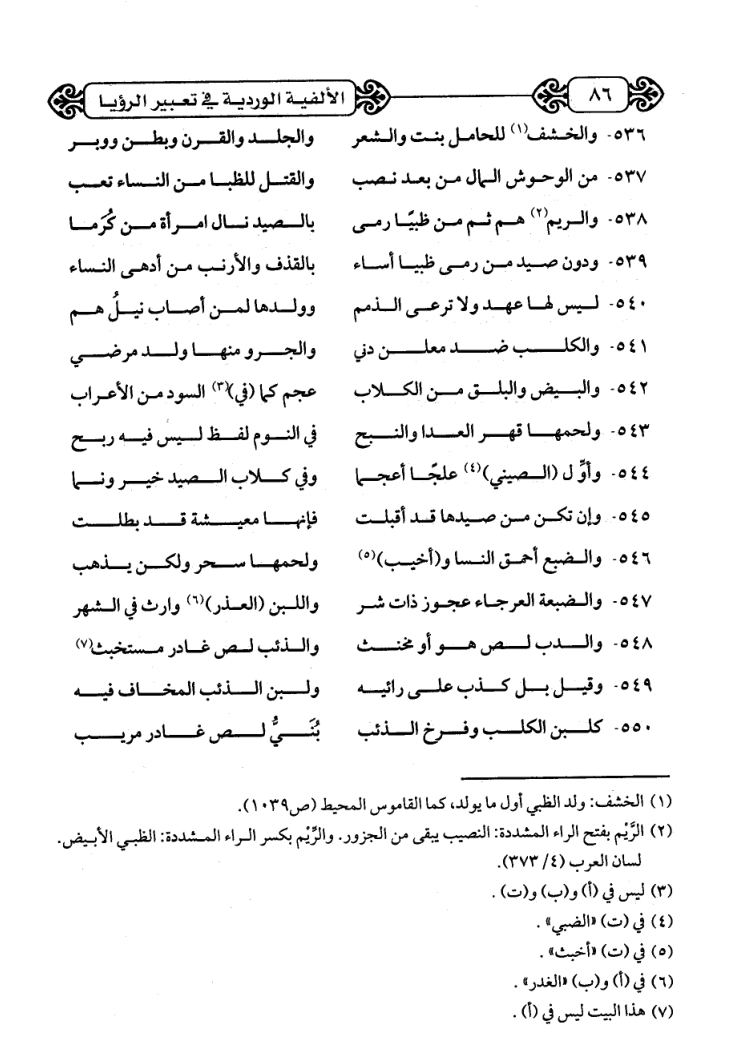 ٨٦ الألفية الوردية في تعبير الرؤيا
٥٣٦- والخشف(١) للحامل بنت والشعر والجلد والقرن وبطن ووبر
٥٣٧- من الوحوش المال من بعد نصب والقتل للظبا من النساء تعب
٥٣٨- والريم(٢) هم ثم من ظبيًا رمى بالصيد نال امرأة من كُرَما
٥٣٩- ودون صيد من رمى ظبيا أساء بالقذف والأرنب من أدهى النساء
٥٤٠- ليس لها عهد ولا ترعى الذمم وولدها لمن أصاب نيلُ هم
٥٤١- والكلب ضد معلن دني والجرو منها ولد مرضي
٥٤٢- والبيض والبلق من الكلاب عجم كما (في)(٣) السود من الأعراب
٥٤٣- ولحمها قهر العدا والنبح في النوم لفظ ليس فيه ربح
٥٤٤- وأوِّل (الصيني)(٤) علجًا أعجما وفي كلاب الصيد خير ونما
٥٤٥- وإن تكن من صيدها قد أقبلت فإنها معيشة قد بطلت
٥٤٦- والضبع أحمق النسا و(أخيب)(٥) ولحمها سحر ولكن يذهب
٥٤٧- والضبعة العرجاء عجوز ذات شر واللبن (العذر)(٦) وارث في الشهر
٥٤٨- والدب لص هو أو مخنث والذئب لص غادر مستخبث(٧)
٥٤٩- وقيل بل كذب على رائيه ولبن الذئب المخاف فيه
٥٥٠- كلبن الكلب وفرخ الذئب بُنَيُّ لص غادر مريب
(١) الخشف: ولد الظبي أول ما يولد، كما القاموس المحيط (ص١٠٣٩).
(٢) الرَّيْم بفتح الراء المشددة: النصيب يبقى من الجزور. والرِّيْم بكسر الراء المشددة: الظبي الأبيض.
لسان العرب (٤/ ٣٧٣).
(٣) ليس في (أ) و(ب) و(ت) .
(٤) في (ت) «الضبي» .
(٥) في (ت) «أخبث» .
(٦) في (أ) و(ب) «الغدر» .
(٧) هذا البيت ليس في (أ) .